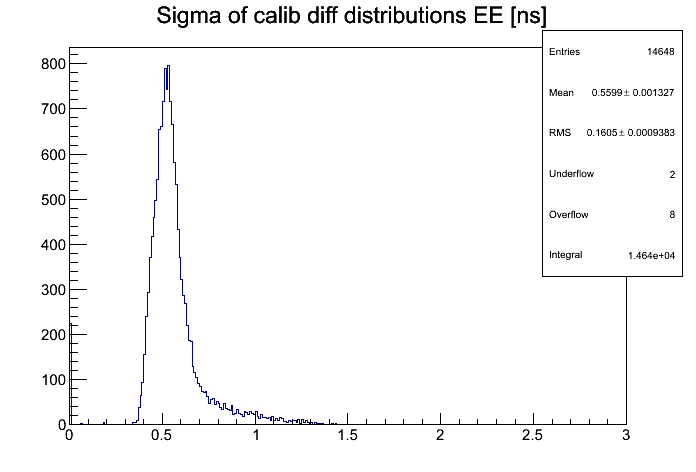 Sigma of calib diff distributions EE [ns]
Entries 14648
Mean 0.5599± 0.001327
RMS 0.1605± 0.0009383
Underflow 2
Overflow 8
Integral 1.464e+04
800
700
600
500
400
300
200
100
0
0 0.5 1 1.5 2 2.5 3